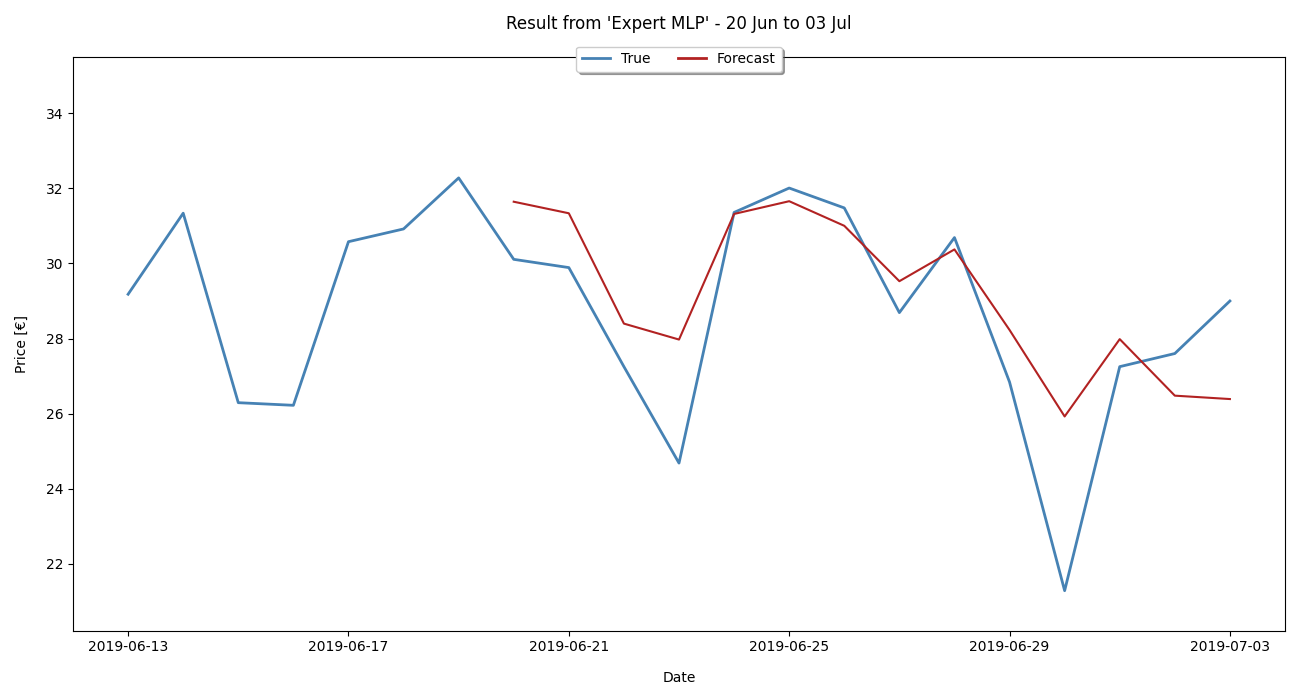 Result from 'Expert MLP' - 20 Jun to 03 Jul
True Forecast
34
32
30
28
26
24
22
Price [€]
2019-06-13 2019-06-17 2019-06-21 2019-06-25 2019-06-29 2019-07-03
Date